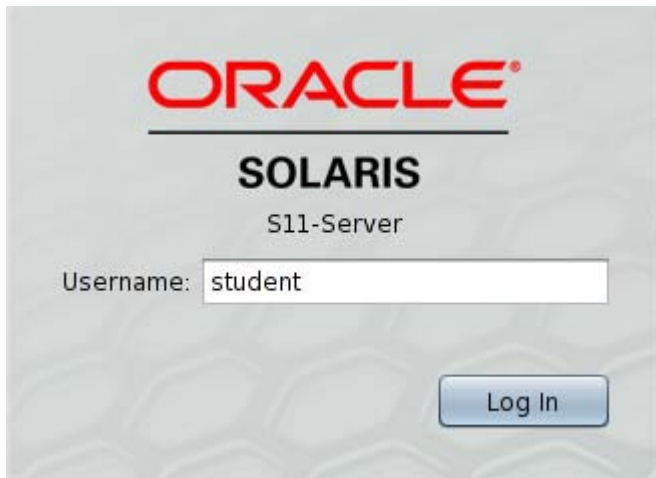 ORACLE®
SOLARIS
S11-Server
Username: student
Log In